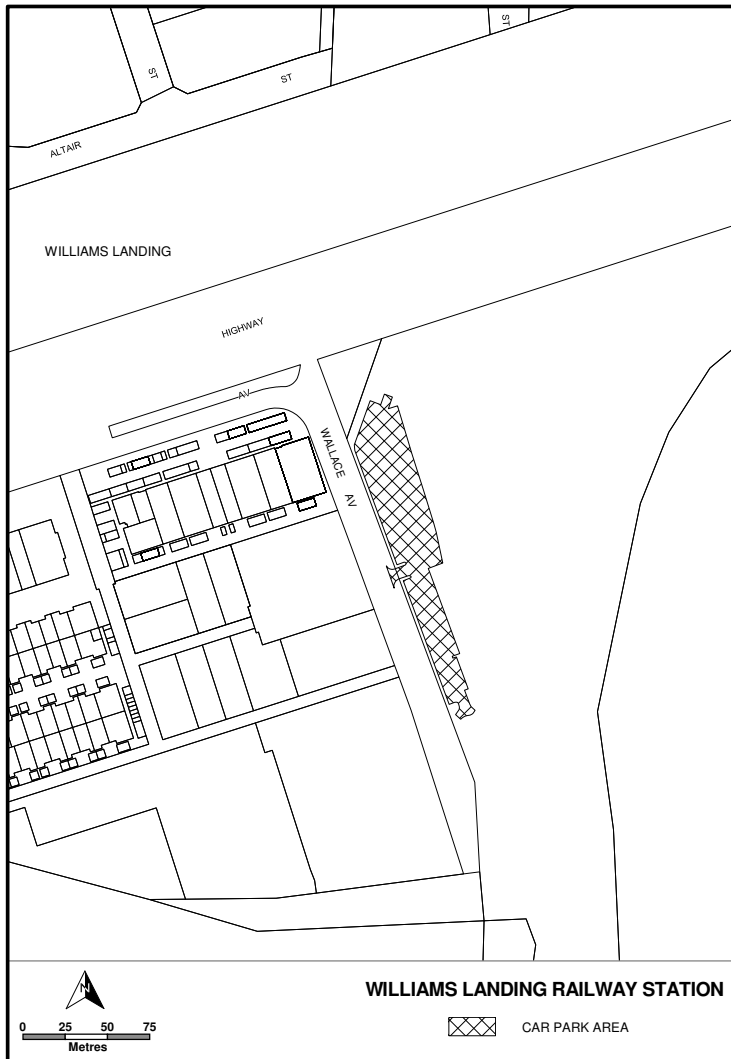 ST
ST
ST
ALTAIR
WILLIAMS LANDING
HIGHWAY
AV
WALLACE
AV
N
WILLIAMS LANDING RAILWAY STATION
0 25 50 75
Metres
CAR PARK AREA